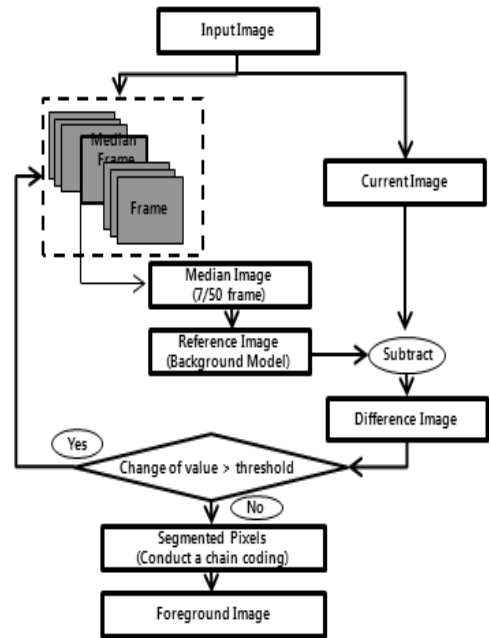 Input Image
Median
Frame
Frame
Current Image
Median Image
(7/50 frame)
Reference Image
(Background Model)
Subtract
Difference Image
Yes
Change of value > threshold
No
Segmented Pixels
(Conduct a chain coding)
Foreground Image